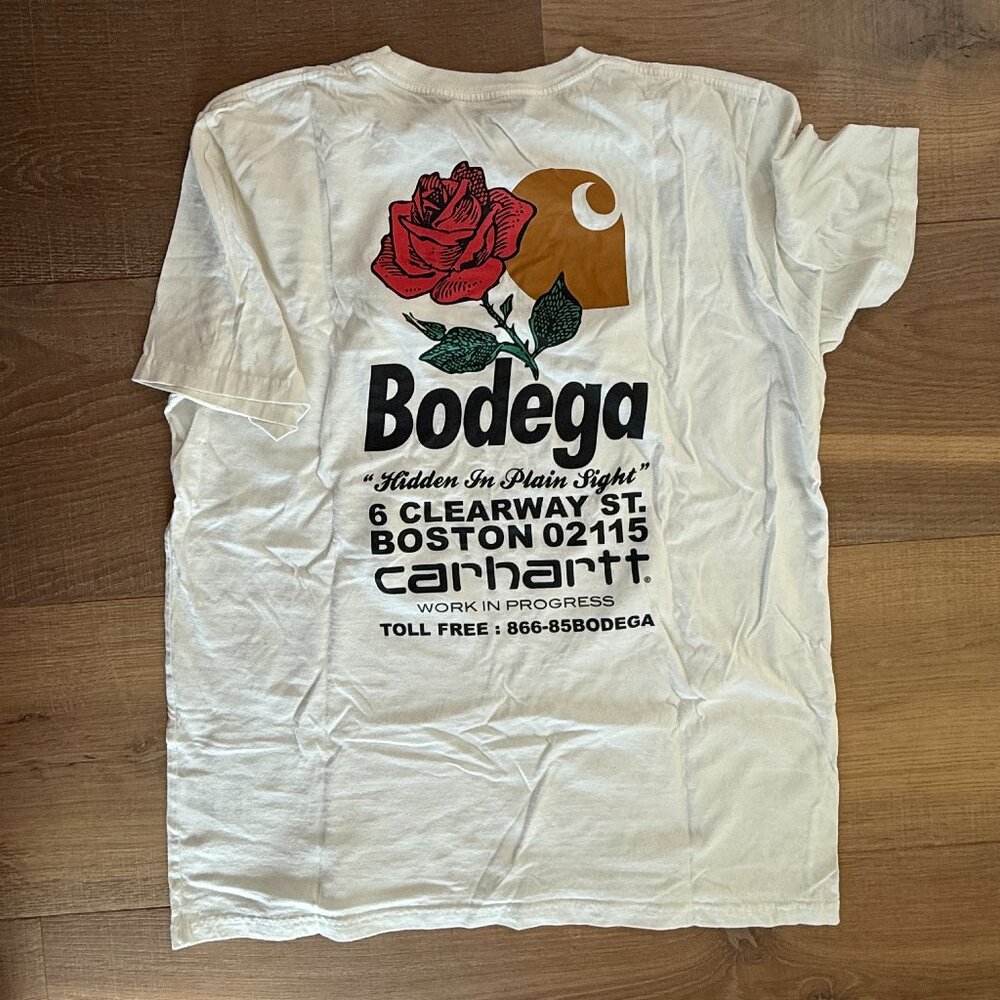 Bodega
"Hidden In Plain Sight"
6 CLEARWAY ST.
BOSTON 02115
carhartt®
WORK IN PROGRESS
TOLL FREE : 866-85BODEGA